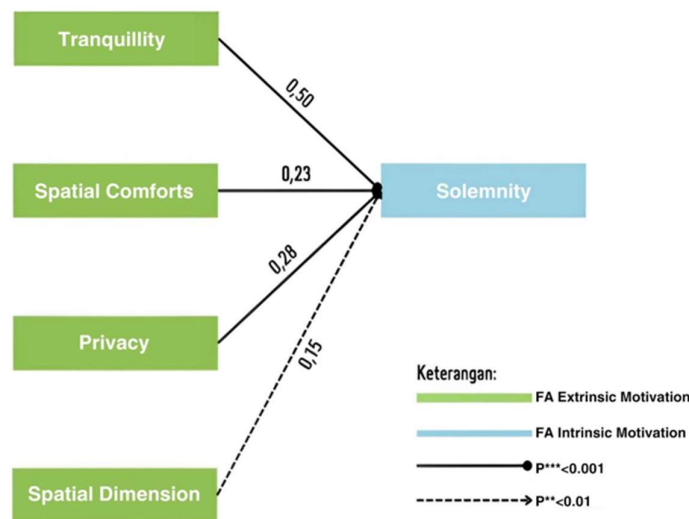 Tranquillity
0,50
Spatial Comforts
0,23
Solemnity
0,28
Privacy
0,15
Spatial Dimension
Keterangan:
FA Extrinsic Motivation
FA Intrinsic Motivation
P***<0.001
P**<0.01